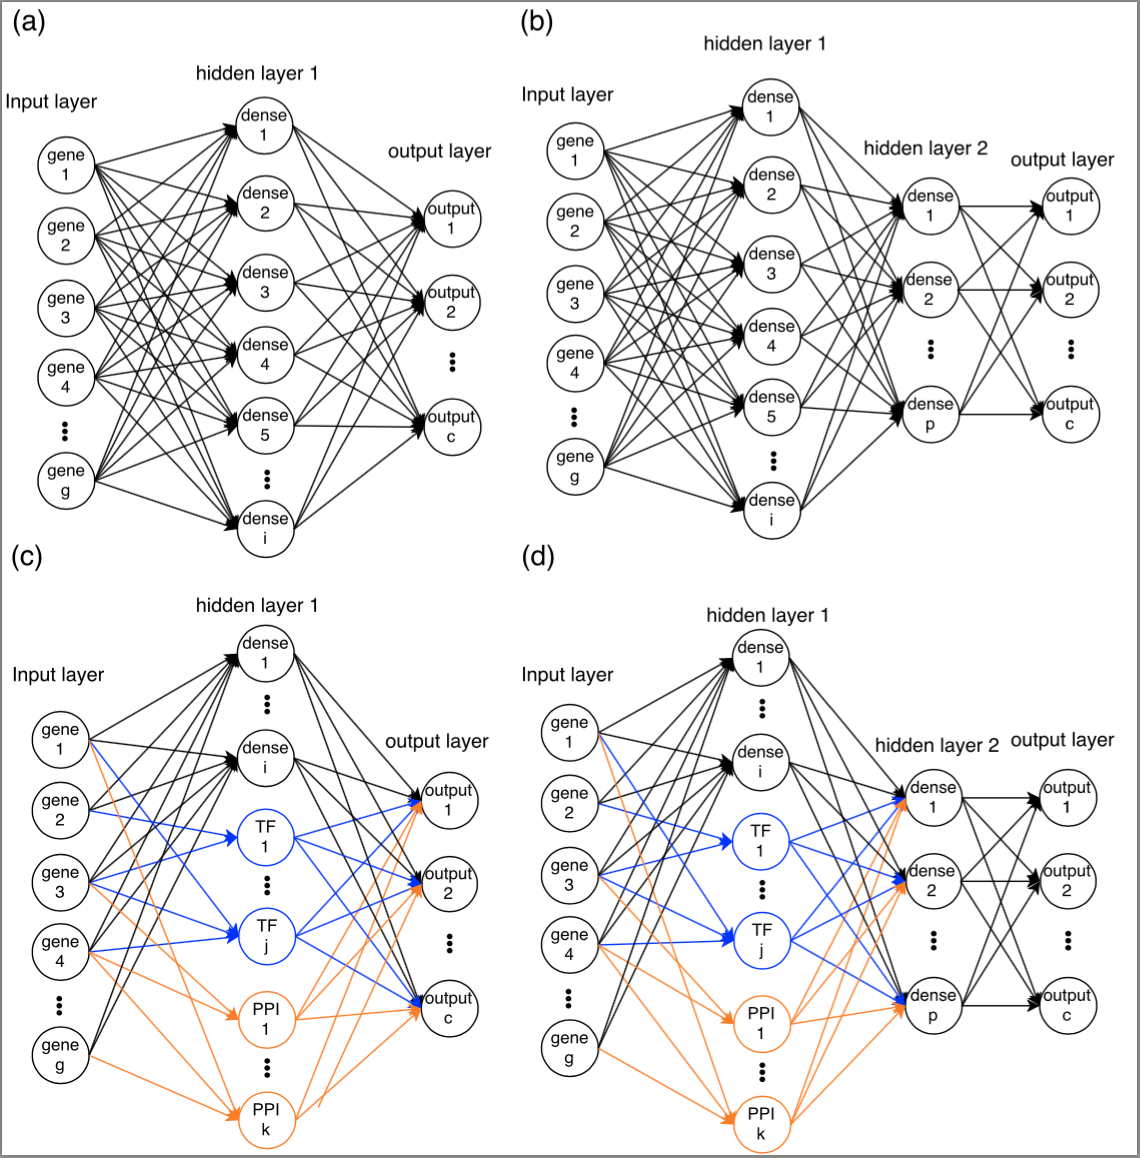 (a)
hidden layer 1
Input layer
output layer
gene
1
gene
2
gene
3
gene
4
gene
g
dense
1
dense
2
dense
3
dense
4
dense
5
dense
i
output
1
output
2
output
c
(b)
hidden layer 1
Input layer
hidden layer 2
output layer
gene
1
gene
2
gene
3
gene
4
gene
g
dense
1
dense
2
dense
3
dense
4
dense
5
dense
i
dense
1
dense
2
dense
p
output
1
output
2
output
c
(c)
hidden layer 1
Input layer
output layer
gene
1
gene
2
gene
3
gene
4
gene
g
dense
1
dense
i
TF
1
TF
j
PPI
1
PPI
k
output
1
output
2
output
c
(d)
hidden layer 1
Input layer
hidden layer 2
output layer
gene
1
gene
2
gene
3
gene
4
gene
g
dense
1
dense
i
TF
1
TF
j
PPI
1
PPI
k
dense
1
dense
2
dense
p
output
1
output
2
output
c